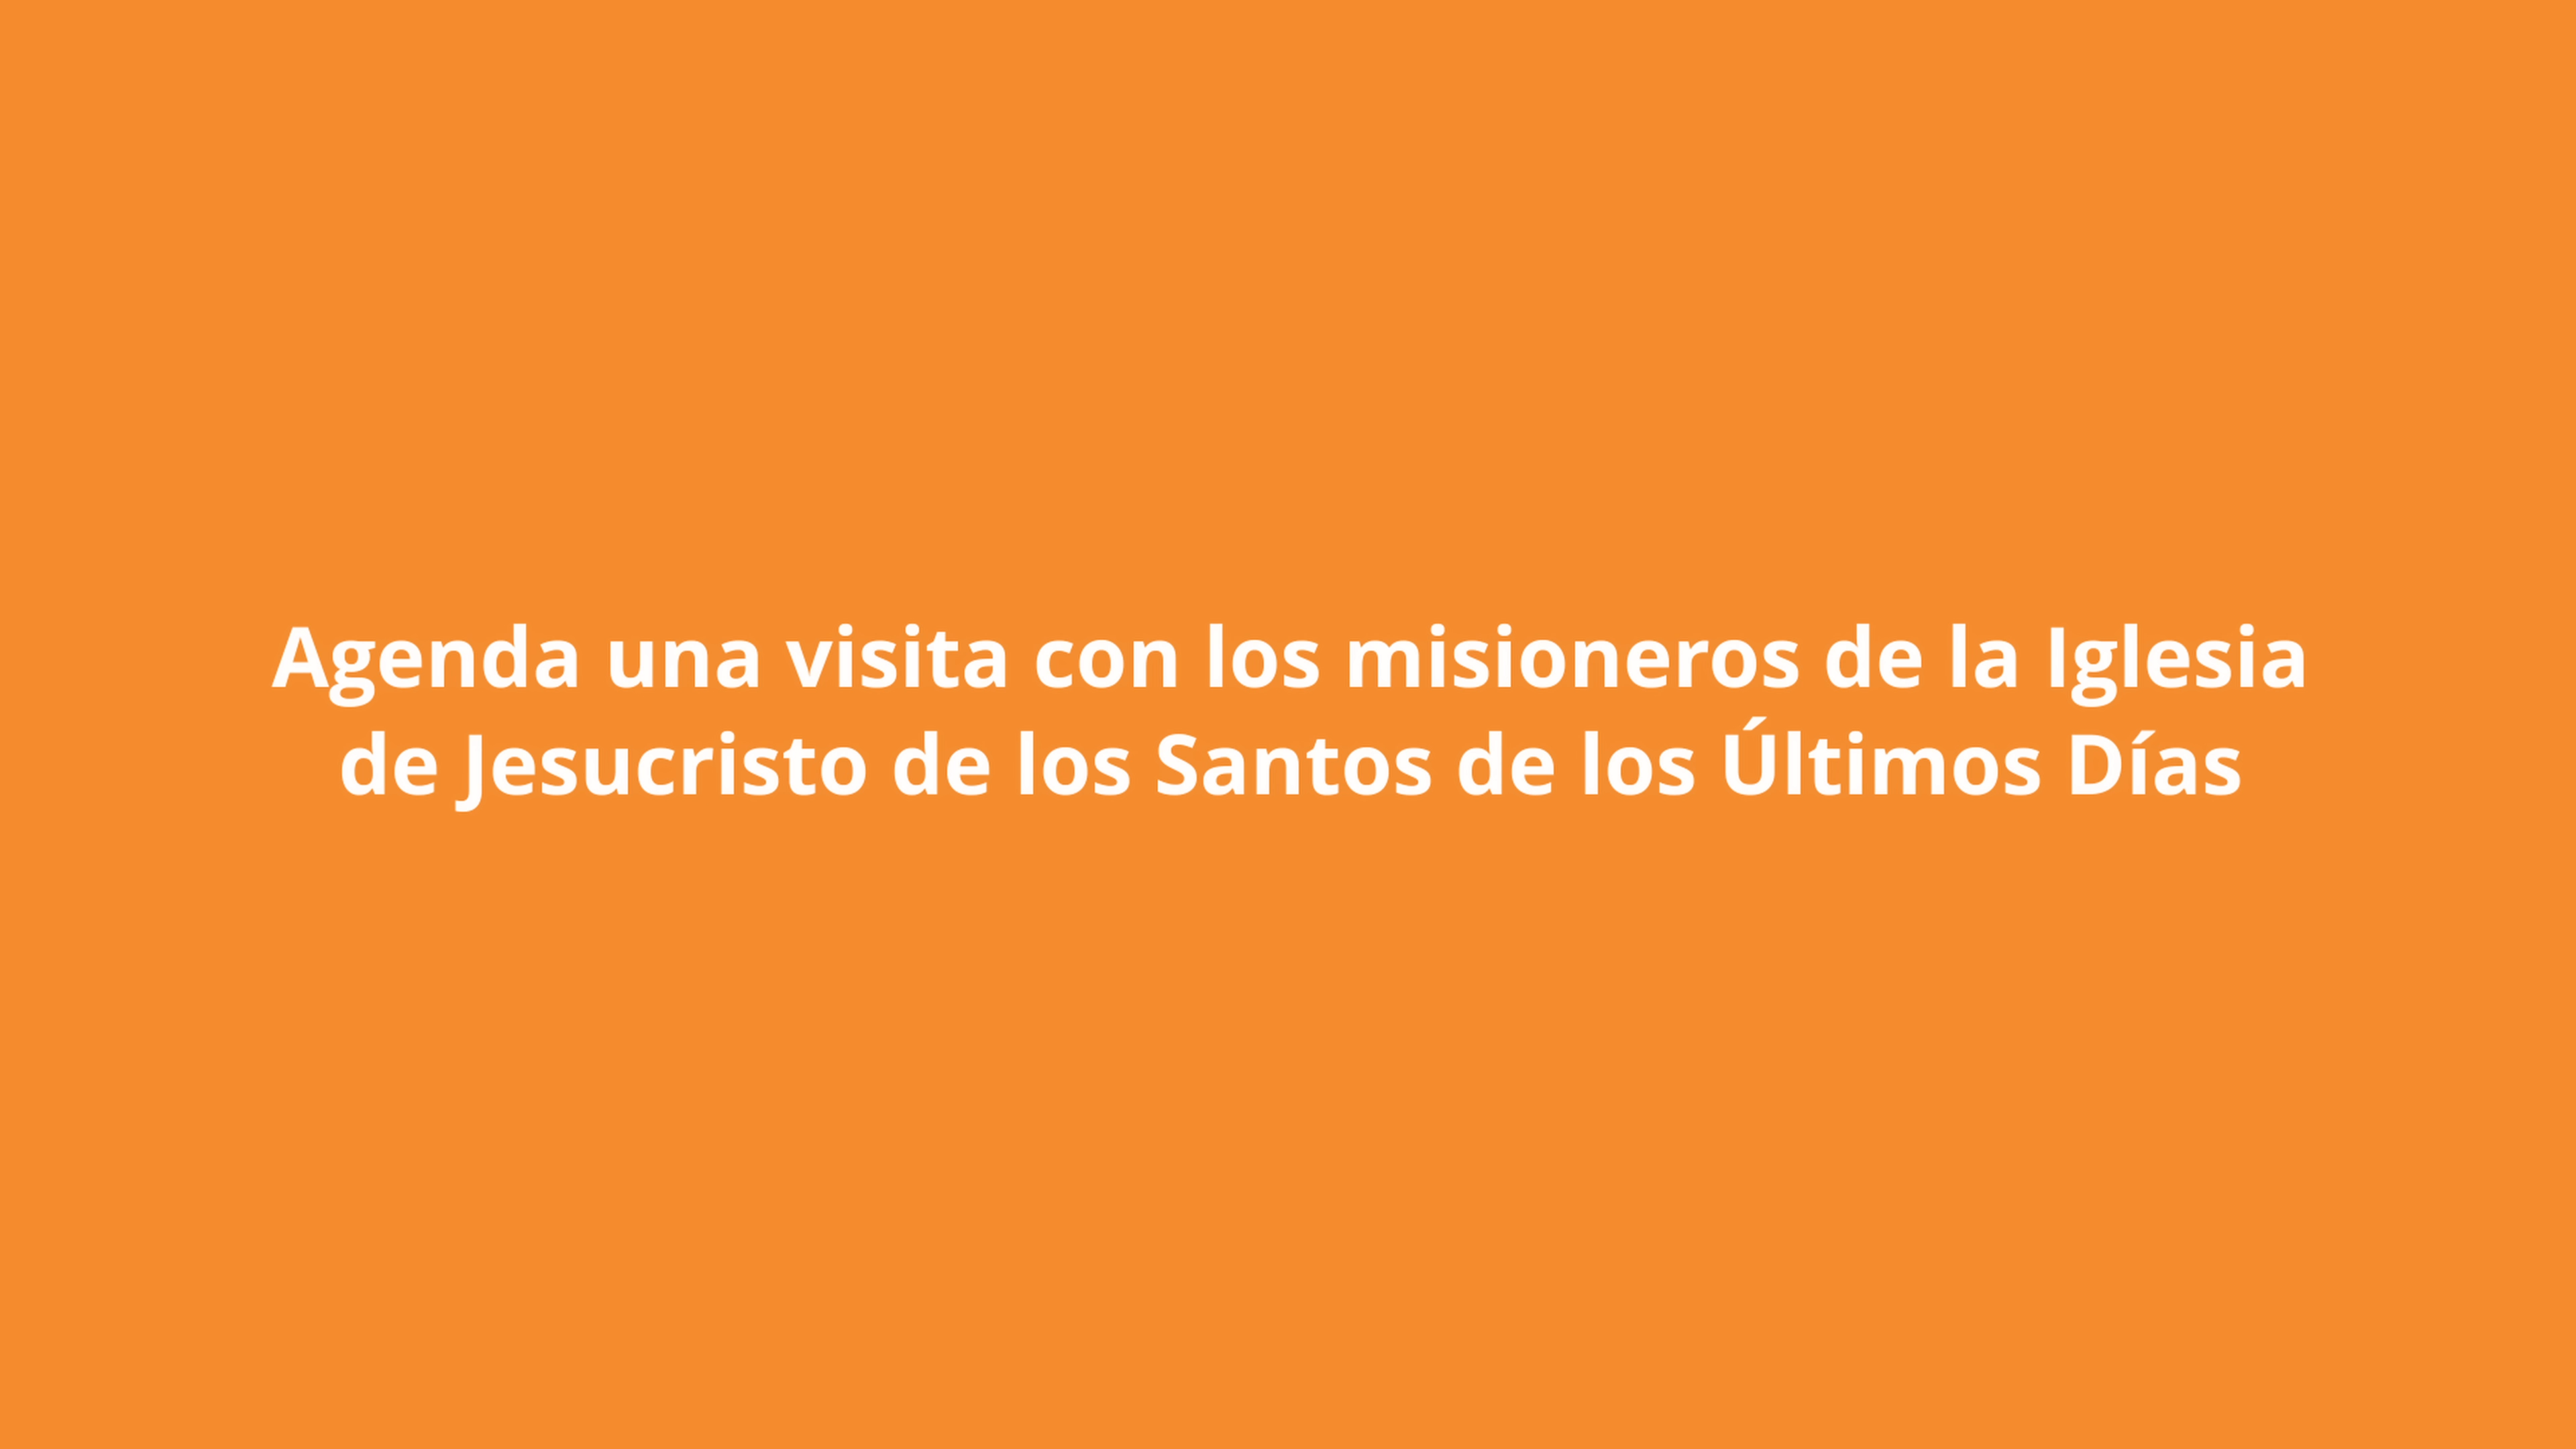 Agenda una visita con los misioneros de la Iglesia
de Jesucristo de los Santos de los Últimos Días